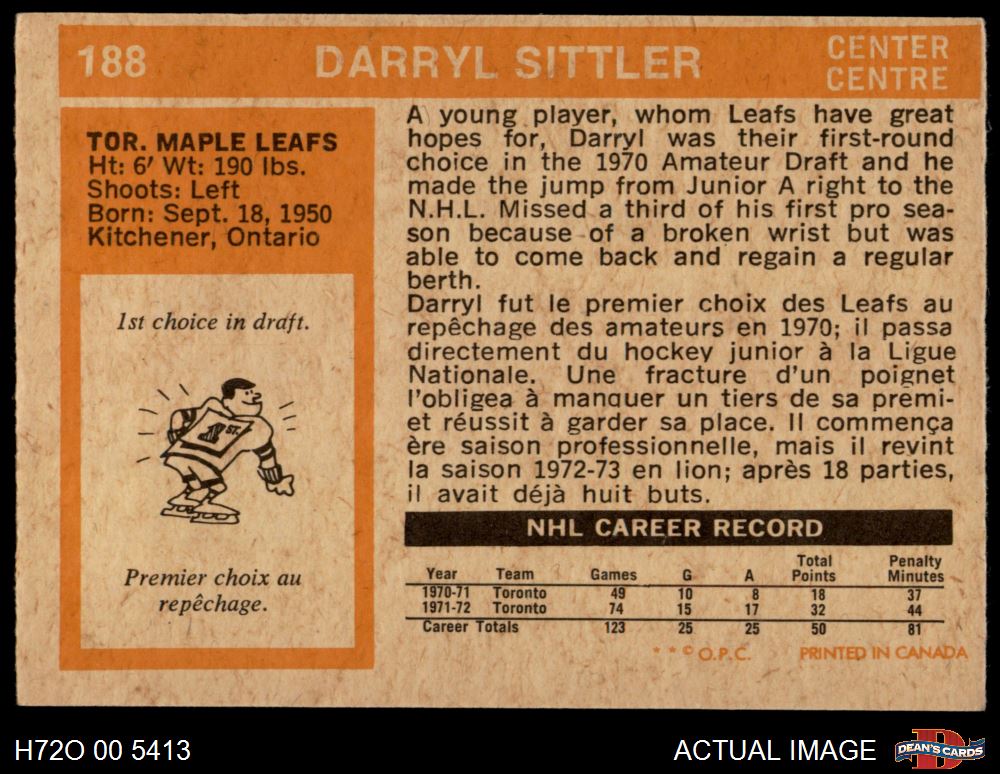 188
DARRYL SITTLER
CENTER
CENTRE
TOR. MAPLE LEAFS
Ht: 6′ Wt: 190 lbs.
Shoots: Left
Born: Sept. 18, 1950
Kitchener, Ontario
1st choice in draft.
1 ST.
Premier choix au
repêchage.
A young player, whom Leafs have great
hopes for, Darryl was their first-round
choice in the 1970 Amateur Draft and he
made the jump from Junior A right to the
N.H.L. Missed a third of his first pro sea-
son because of a broken wrist but was
able to come back and regain a regular
berth.
Darryl fut le premier choix des Leafs au
repêchage des amateurs en 1970; il passa
directement du hockey junior à la Ligue
Nationale. Une fracture d'un poignet
l'obligea à manquer un tiers de sa premi-
et réussit à garder sa place. Il commença
ère saison professionnelle, mais il revint
la saison 1972-73 en lion; après 18 parties,
il avait déjà huit buts.
NHL CAREER RECORD
Year Team Games G A Total Points Penalty Minutes
1970-71 Toronto 49 10 8 18 37
1971-72 Toronto 74 15 17 32 44
Career Totals 123 25 25 50 81
* * © O.P.C. PRINTED IN CANADA
H72O 00 5413
ACTUAL IMAGE
D
DEAN'S CARDS